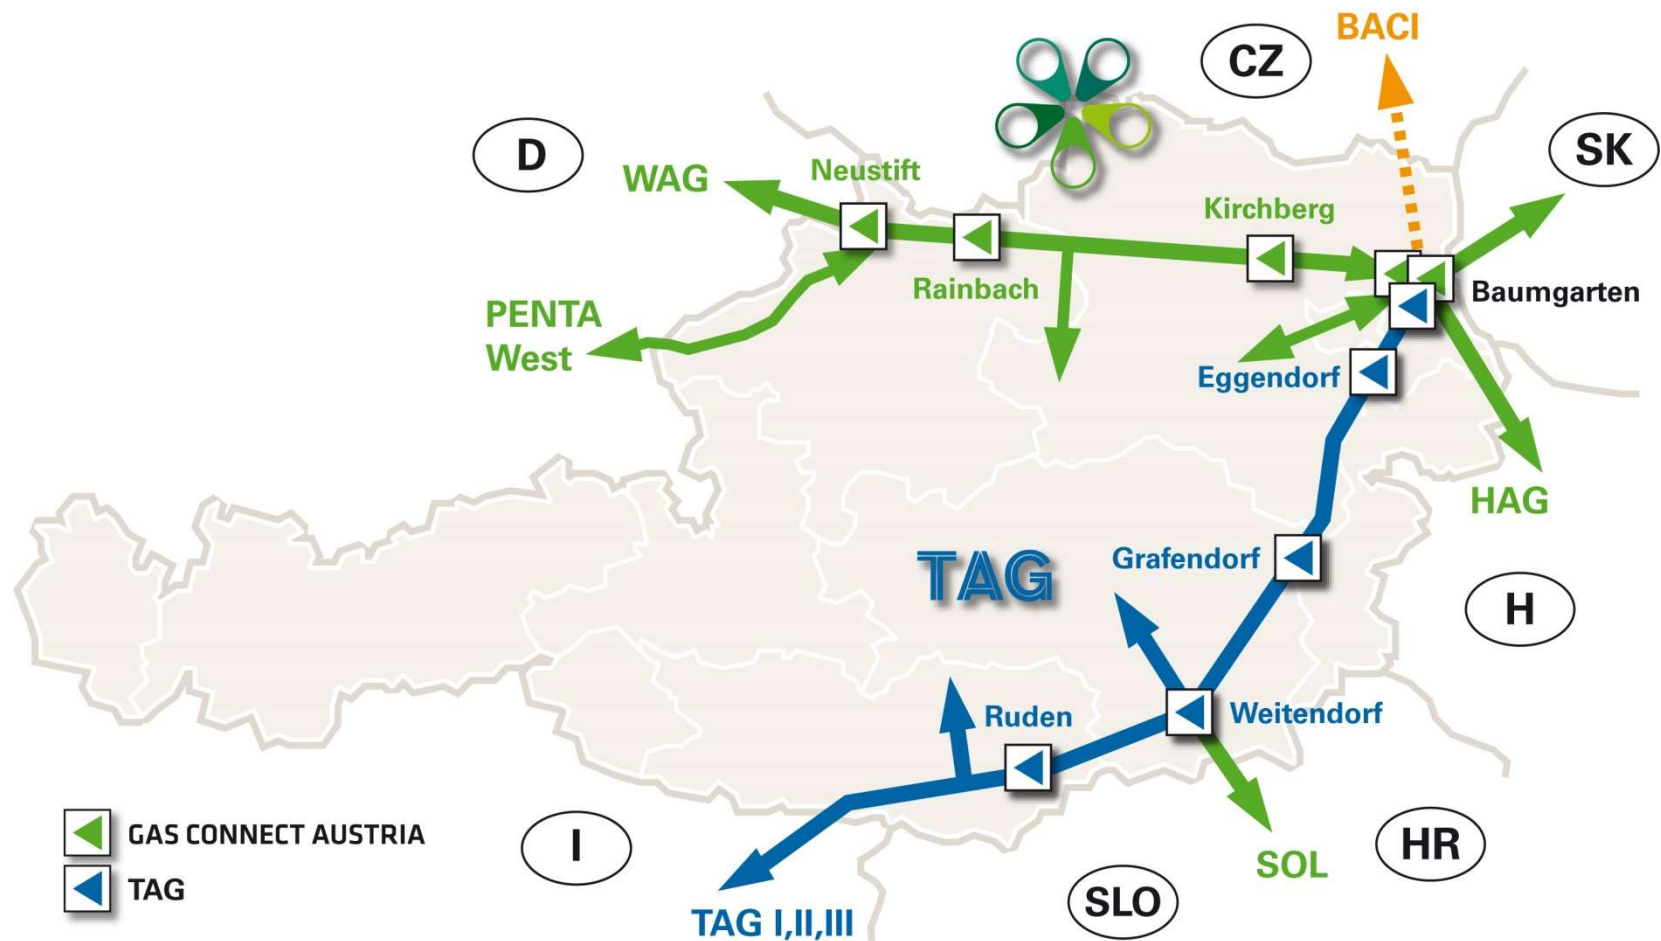 BACI
CZ
SK
D
WAG
Neustift
Kirchberg
Rainbach
Baumgarten
PENTA
West
Eggendorf
HAG
TAG
Grafendorf
H
Ruden
Weitendorf
GAS CONNECT AUSTRIA
TAG
I
HR
SOL
SLO
TAG I,II,III